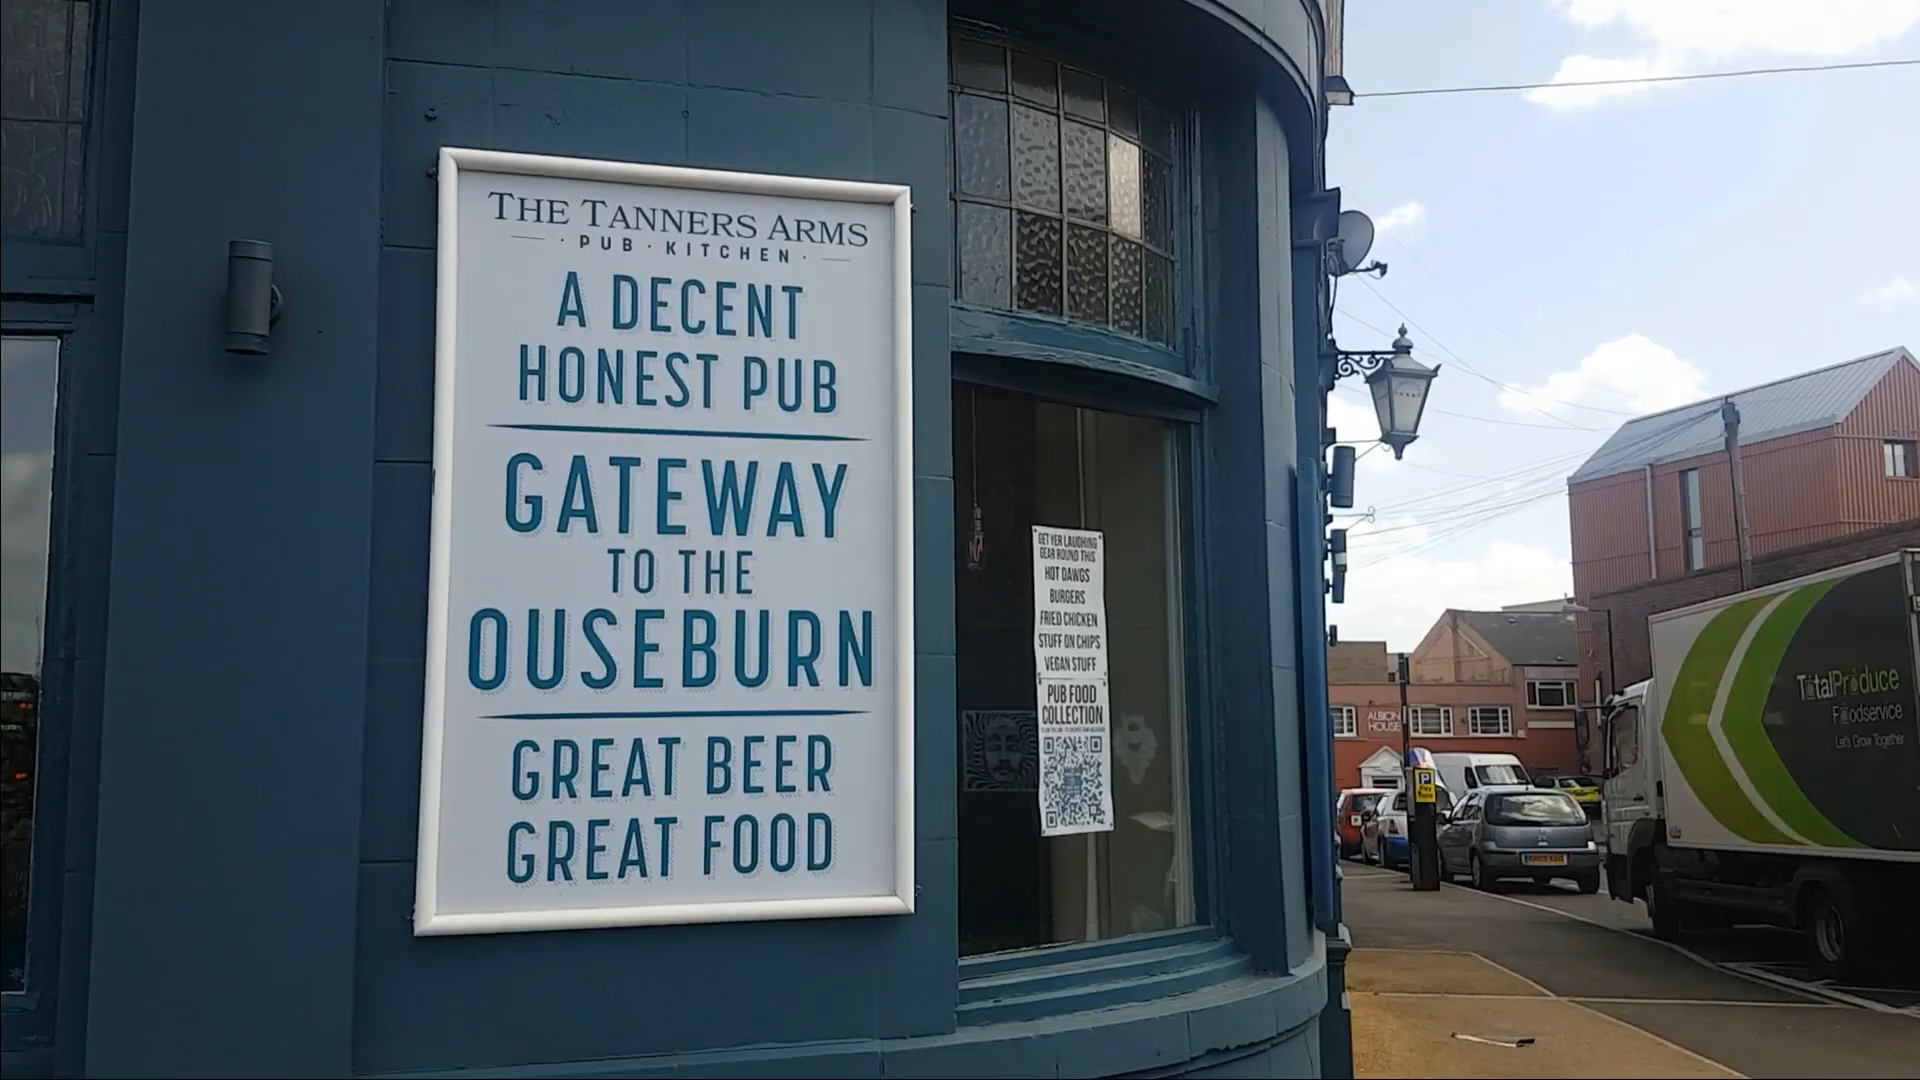 THE TANNERS ARMS
· PUB · KITCHEN ·
A DECENT
HONEST PUB
GATEWAY
TO THE
OUSEBURN
GREAT BEER
GREAT FOOD
GET YER LAUGHING
GEAR ROUND THIS
HOT DAWGS
BURGERS
FRIED CHICKEN
STUFF ON CHIPS
VEGAN STUFF
PUB FOOD
COLLECTION
ALBION
HOUSE
P
Pay
Here
TotalProduce
Foodservice
Let's Grow Together